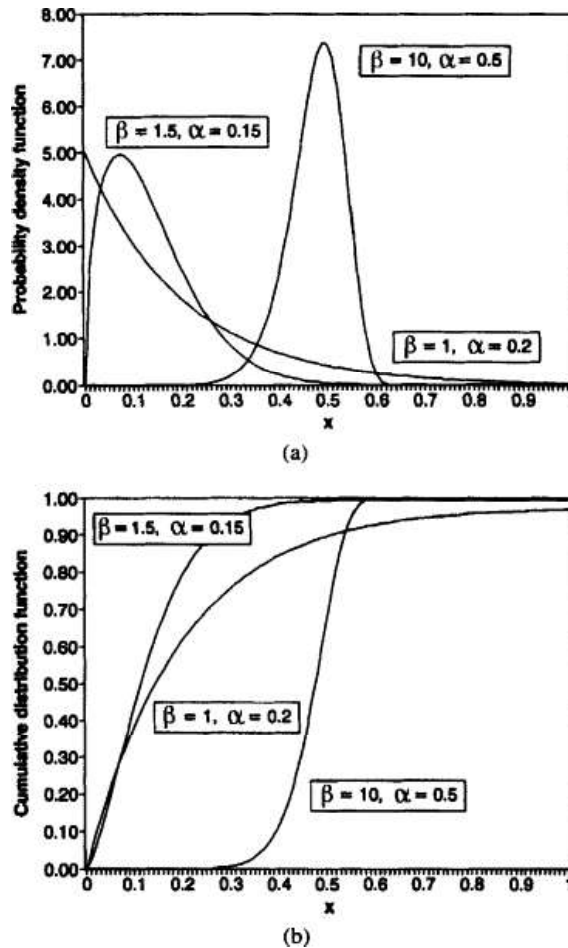 8.00
7.00
6.00
5.00
4.00
3.00
2.00
1.00
0.00
Probability density function
β = 10, α = 0.5
β = 1.5, α = 0.15
β = 1, α = 0.2
0 0.1 0.2 0.3 0.4 0.5 0.6 0.7 0.8 0.9 1
x
(a)
1.00
0.90
0.80
0.70
0.60
0.50
0.40
0.30
0.20
0.10
0.00
Cumulative distribution function
β = 1.5, α = 0.15
β = 1, α = 0.2
β = 10, α = 0.5
0 0.1 0.2 0.3 0.4 0.5 0.6 0.7 0.8 0.9 1
x
(b)